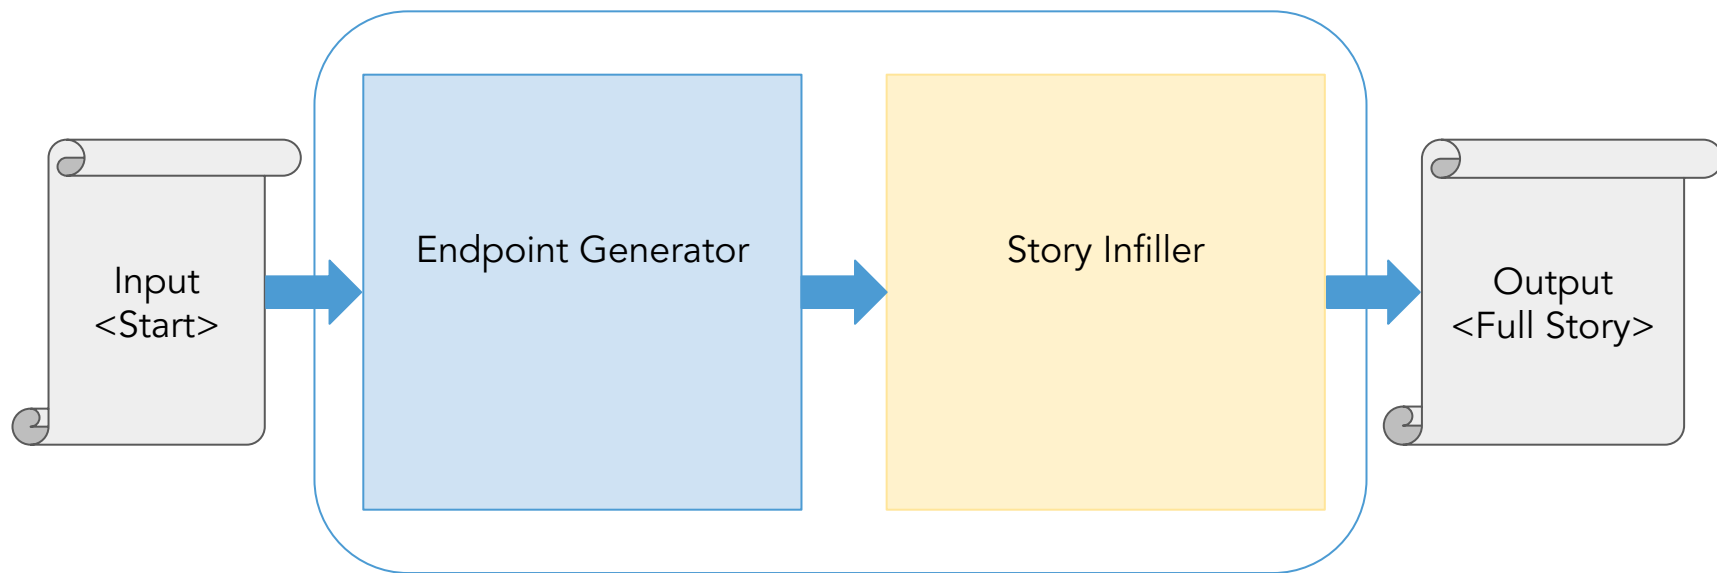 Input
<Start>
Endpoint Generator
Story Infiller
Output
<Full Story>